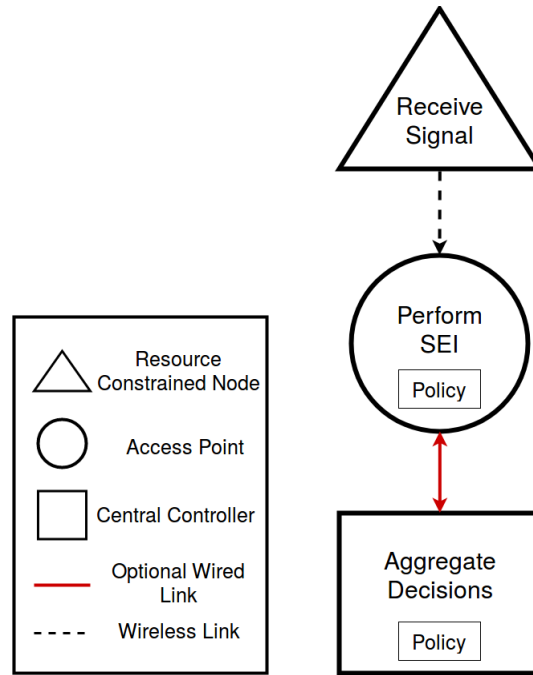 Receive
Signal
Perform
SEI
Policy
Aggregate
Decisions
Policy
Resource
Constrained Node
Access Point
Central Controller
Optional Wired
Link
Wireless Link